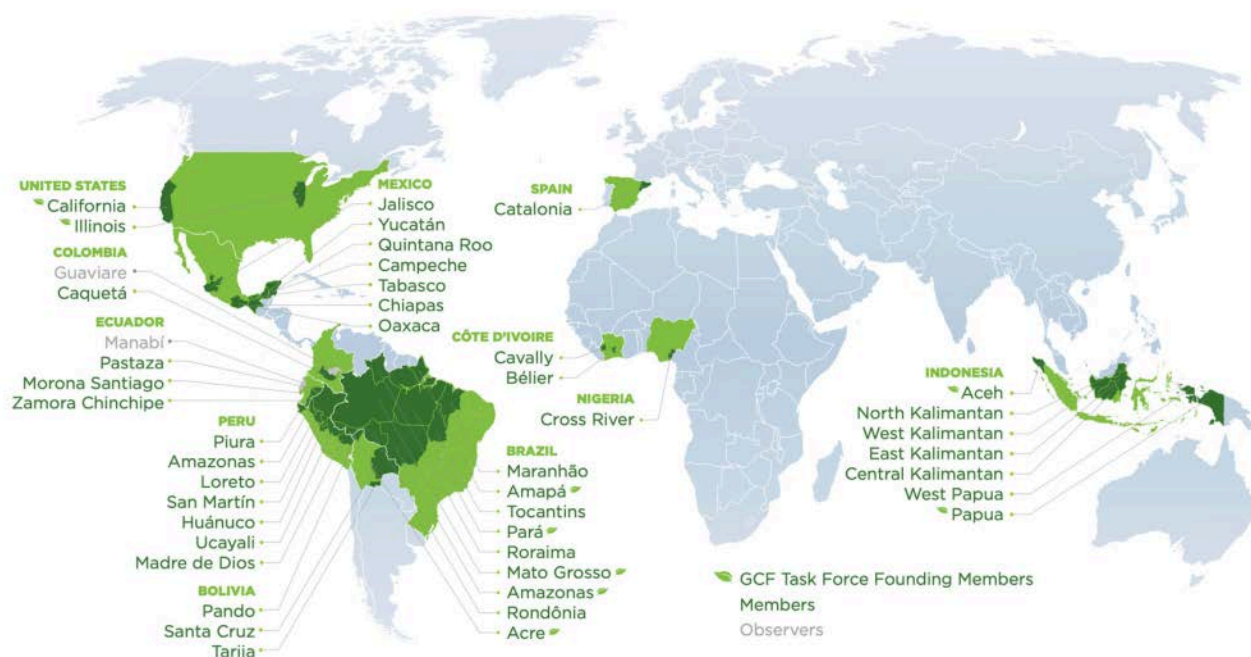 UNITED STATES
California
Illinois
COLOMBIA
Guaviare
Caquetá
ECUADOR
Manabí
Pastaza
Morona Santiago
Zamora Chinchipe
PERU
Piura
Amazonas
Loreto
San Martín
Huánuco
Ucayali
Madre de Dios
BOLIVIA
Pando
Santa Cruz
Tarija
MEXICO
Jalisco
Yucatán
Quintana Roo
Campeche
Tabasco
Chiapas
Oaxaca
BRAZIL
Maranhão
Amapá
Tocantins
Pará
Roraima
Mato Grosso
Amazonas
Rondônia
Acre
SPAIN
Catalonia
CÔTE D'IVOIRE
Cavally
Bélier
NIGERIA
Cross River
INDONESIA
Aceh
North Kalimantan
West Kalimantan
East Kalimantan
Central Kalimantan
West Papua
Papua
GCF Task Force Founding Members
Members
Observers